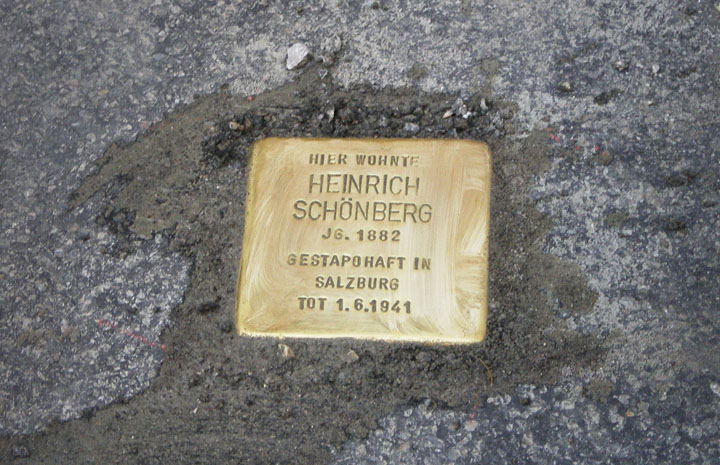 HIER WOHNTE
HEINRICH
SCHÖNBERG
JG. 1882
GESTAPOHAFT IN
SALZBURG
TOT 1.6.1941